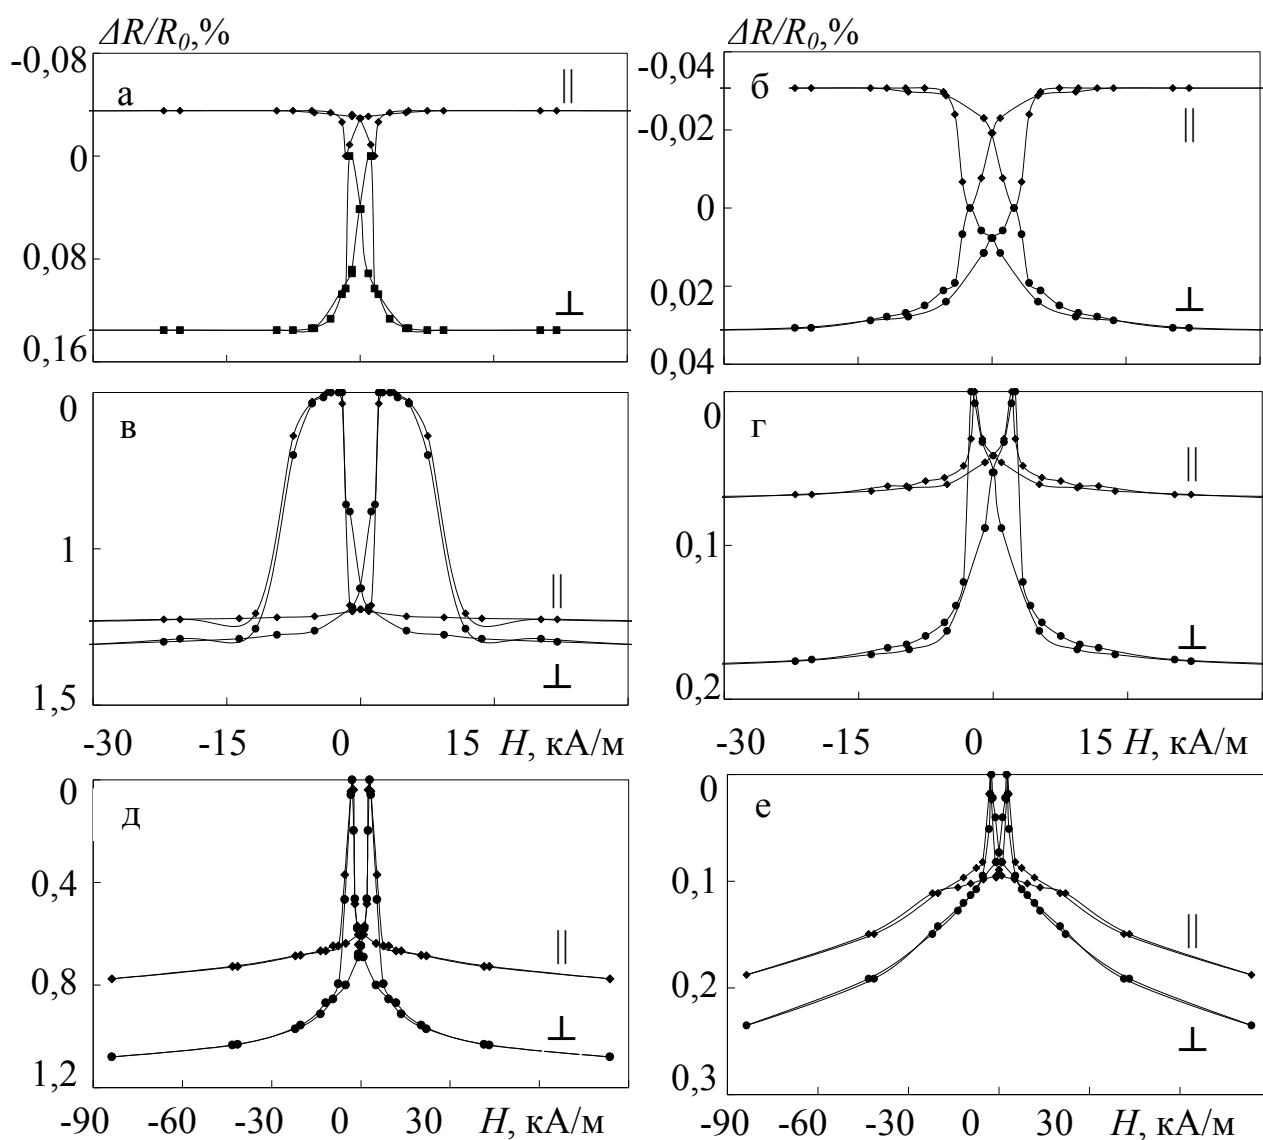 ΔR/R₀,% ΔR/R₀,%
-0,08 -0,04
а || б
-0,02 ||
0 0
0,08 0,02
⊥ ⊥
0,16 0,04
0 0
в г
||
1 || 0,1
⊥ ⊥
1,5 0,2
-30 -15 0 15 H, кА/м -30 -15 0 15 H, кА/м
0 0
д е
0,4 0,1
|| ||
0,8 0,2
⊥ ⊥
1,2 0,3
-90 -60 -30 0 30 H, кА/м -90 -60 -30 0 30 H, кА/м